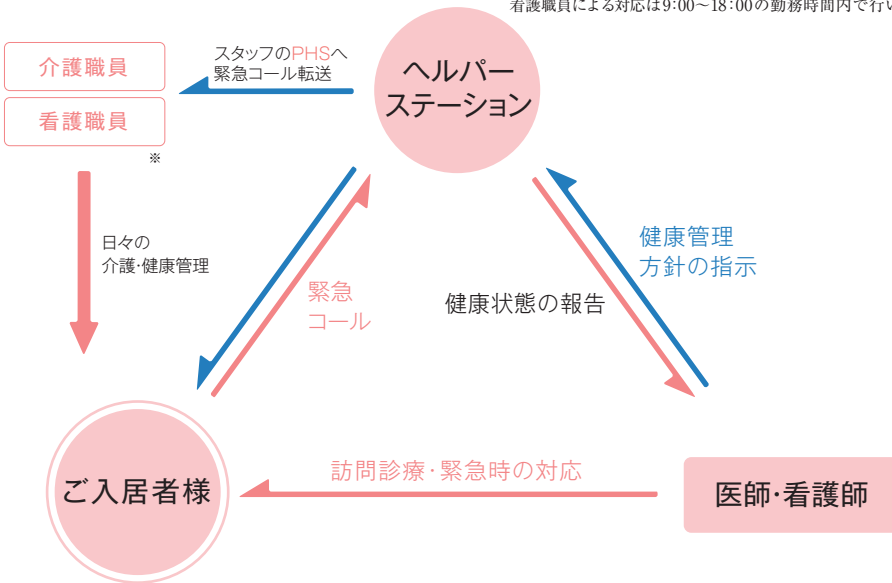 看護職員による対応は9:00～18:00の勤務時間内で行い
介護職員
看護職員
※
スタッフのPHSへ
緊急コール転送
ヘルパー
ステーション
日々の
介護・健康管理
緊急
コール
健康状態の報告
健康管理
方針の指示
ご入居者様
訪問診療・緊急時の対応
医師・看護師